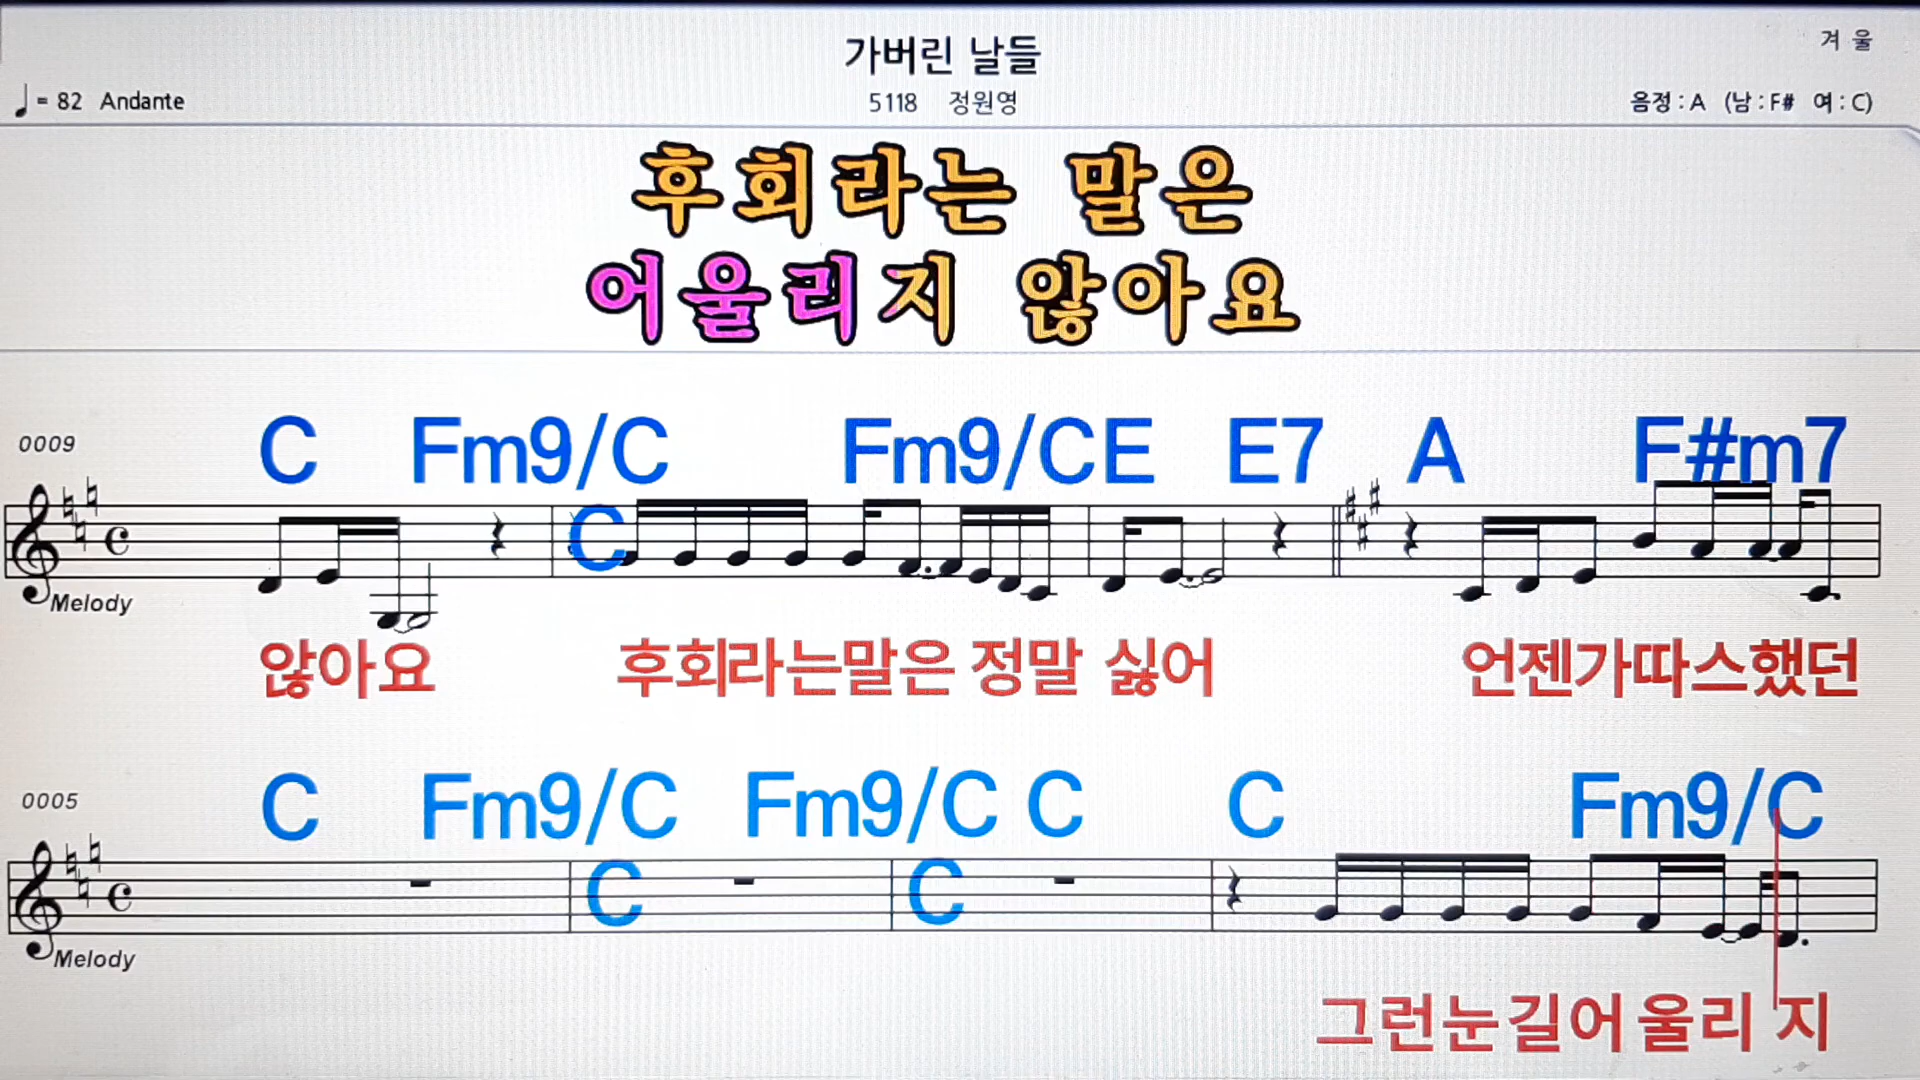 가버린 날들
겨 울
♩ = 82 Andante
5118 정원영
음정 : A (남 : F# 여 : C)
후회라는 말은
어울리지 않아요
0009
C Fm9/C Fm9/CE E7 A F#m7
C
Melody
않아요 후회라는말은 정말 싫어 언젠가따스했던
0005
C Fm9/C Fm9/C C C Fm9/C
C C
Melody
그런눈길어울리 지